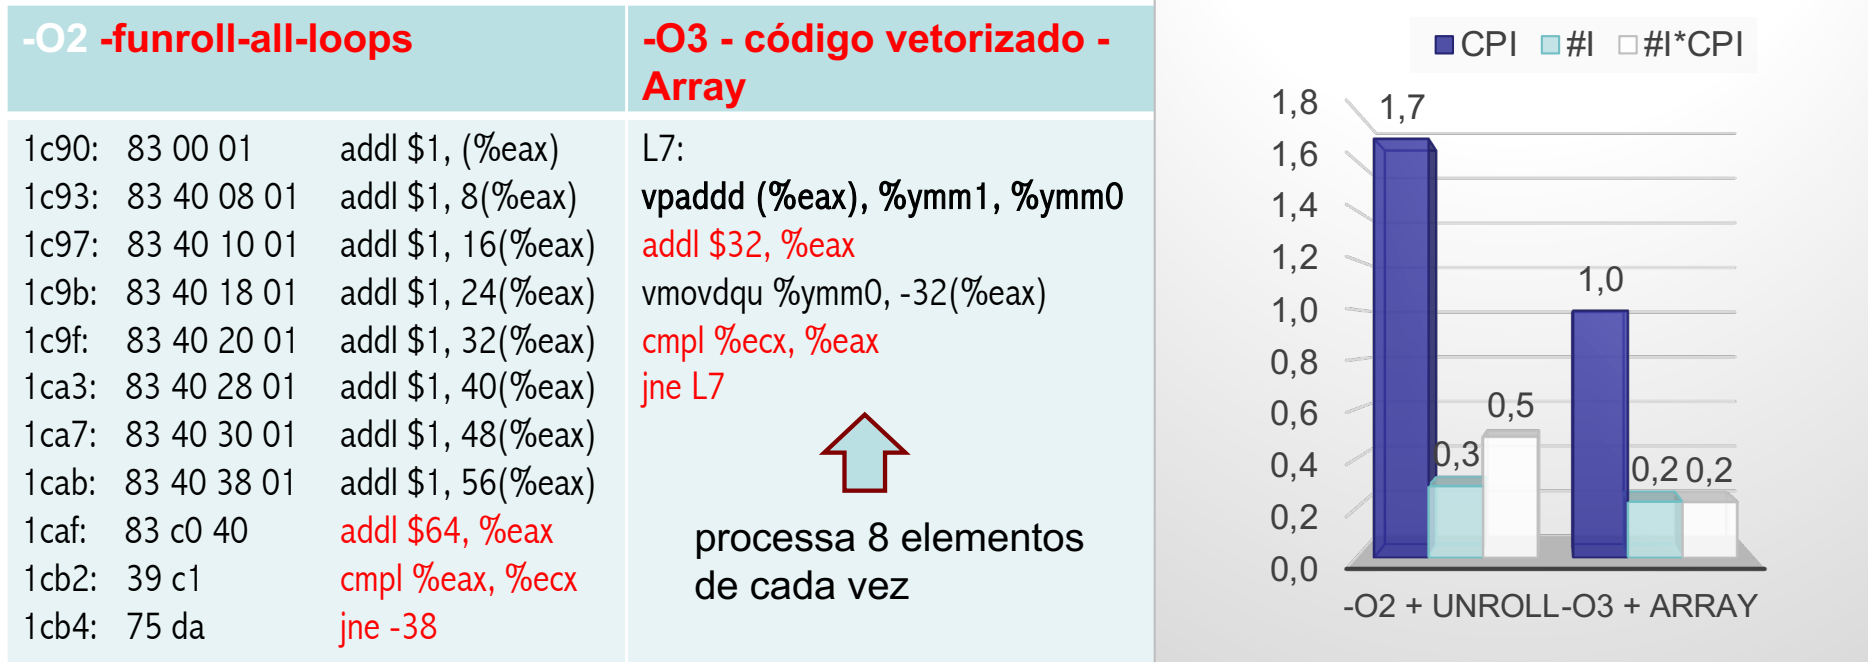 -O2 -funroll-all-loops
-O3 - código vetorizado -
Array
1c90: 83 00 01 addl $1, (%eax)
1c93: 83 40 08 01 addl $1, 8(%eax)
1c97: 83 40 10 01 addl $1, 16(%eax)
1c9b: 83 40 18 01 addl $1, 24(%eax)
1c9f: 83 40 20 01 addl $1, 32(%eax)
1ca3: 83 40 28 01 addl $1, 40(%eax)
1ca7: 83 40 30 01 addl $1, 48(%eax)
1cab: 83 40 38 01 addl $1, 56(%eax)
1caf: 83 c0 40 addl $64, %eax
1cb2: 39 c1 cmpl %eax, %ecx
1cb4: 75 da jne -38
L7:
vpaddd (%eax), %ymm1, %ymm0
addl $32, %eax
vmovdqu %ymm0, -32(%eax)
cmpl %ecx, %eax
jne L7
processa 8 elementos
de cada vez
CPI #I #I*CPI
1,8
1,6
1,4
1,2
1,0
0,8
0,6
0,4
0,2
0,0
1,7
0,3
0,5
1,0
0,2
0,2
-O2 + UNROLL
-O3 + ARRAY